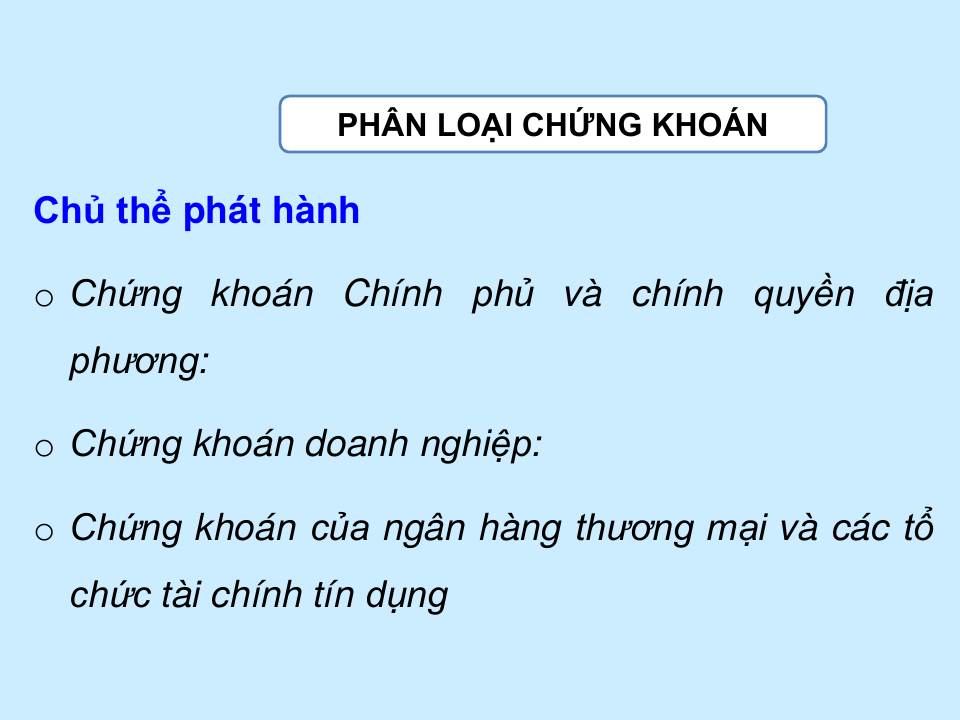 PHÂN LOẠI CHỨNG KHOÁN
Chủ thể phát hành
o Chứng khoán Chính phủ và chính quyền địa
phương:
o Chứng khoán doanh nghiệp:
o Chứng khoán của ngân hàng thương mại và các tổ
chức tài chính tín dụng